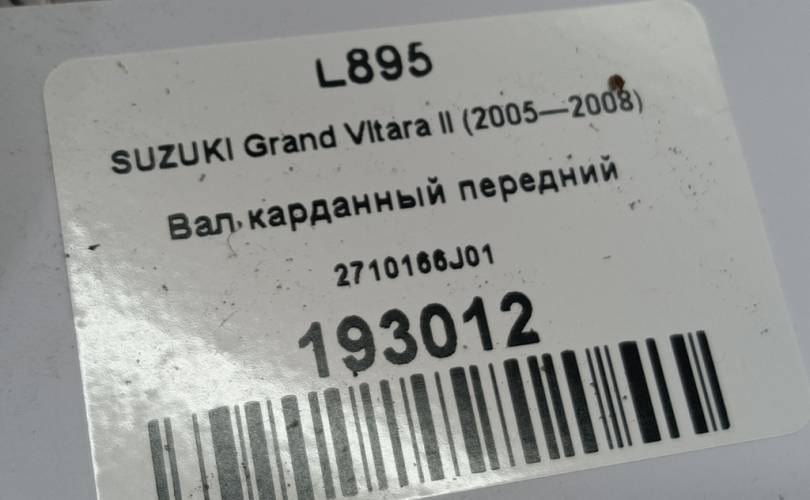 L895
SUZUKI Grand Vitara II (2005—2008)
Вал карданный передний
2710166J01
193012